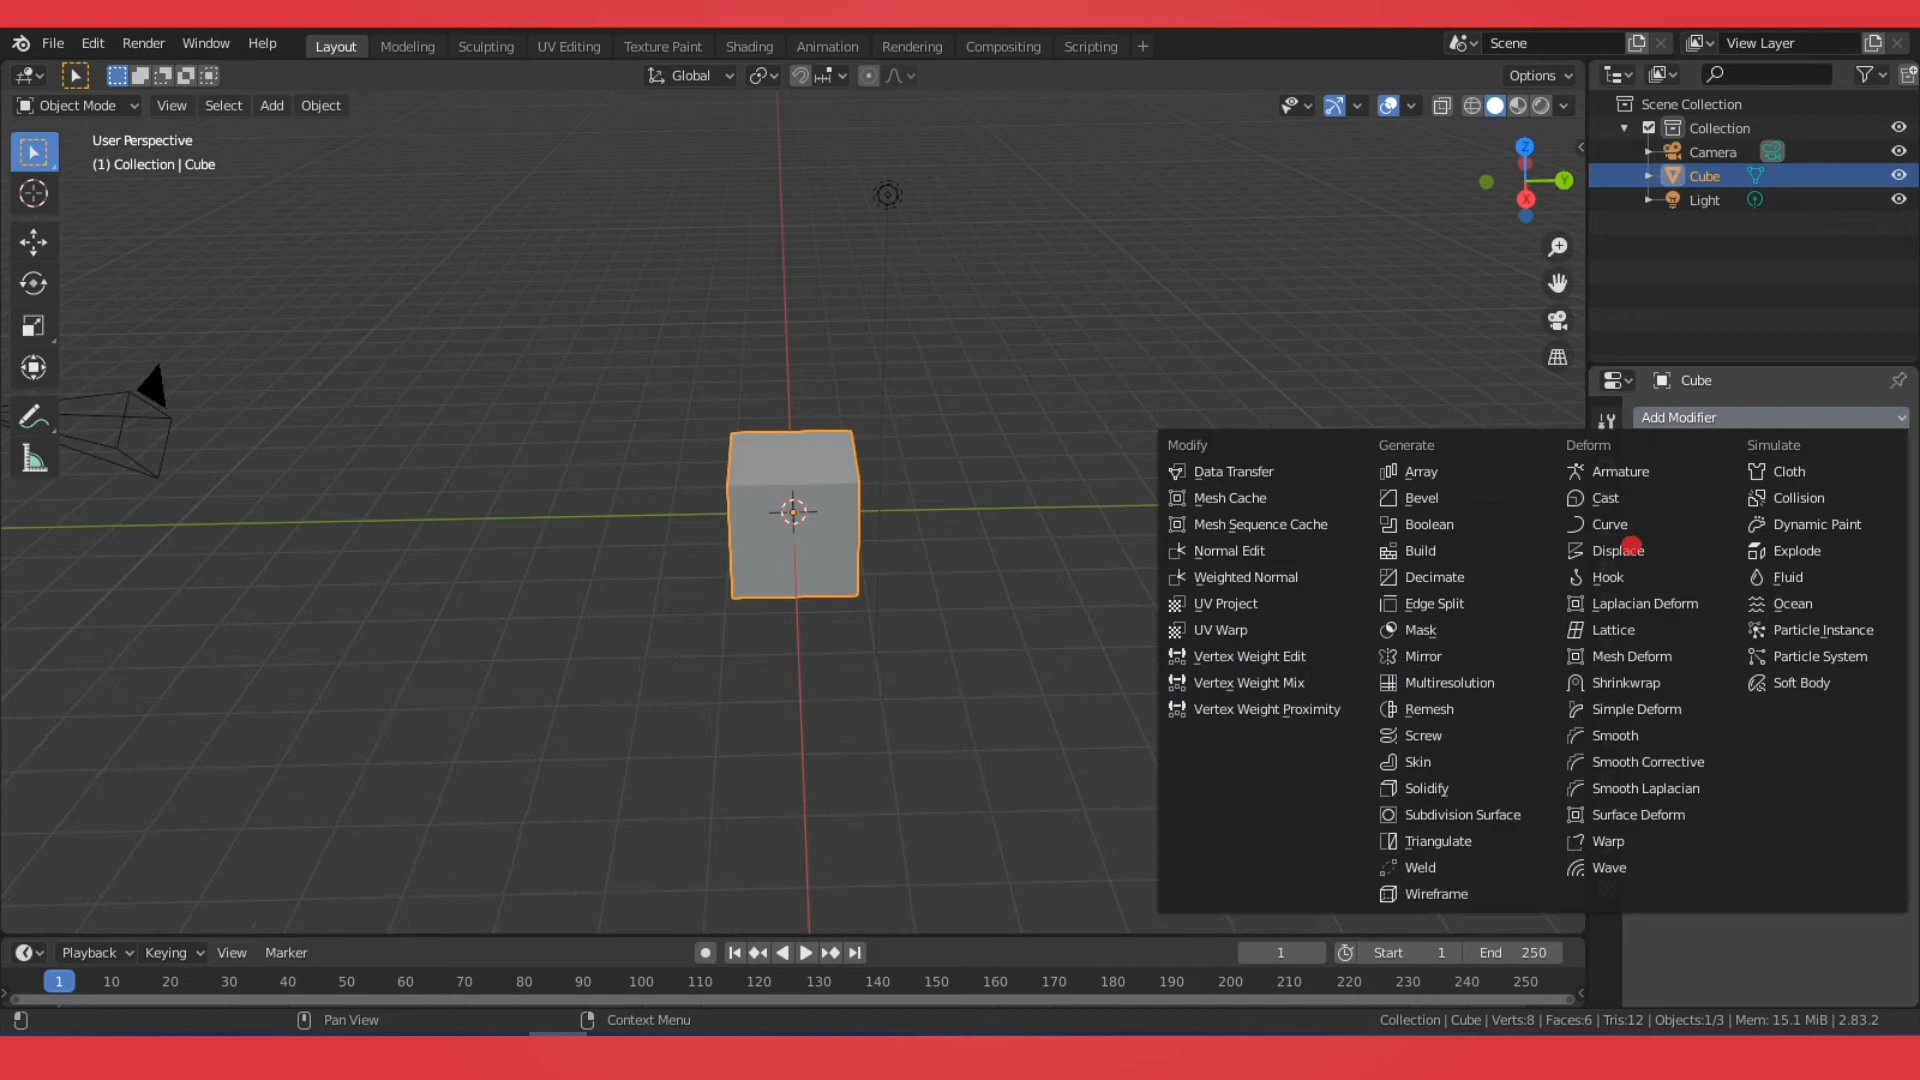 File Edit Render Window Help Layout Modeling Sculpting UV Editing Texture Paint Shading Animation Rendering Compositing Scripting + Scene View Layer
Global Options
Object Mode View Select Add Object
User Perspective
(1) Collection | Cube
Z
Y
X
Scene Collection
Collection
Camera
Cube
Light
Cube
Add Modifier
Modify Generate Deform Simulate
Data Transfer Array Armature Cloth
Mesh Cache Bevel Cast Collision
Mesh Sequence Cache Boolean Curve Dynamic Paint
Normal Edit Build Displace Explode
Weighted Normal Decimate Hook Fluid
UV Project Edge Split Laplacian Deform Ocean
UV Warp Mask Lattice Particle Instance
Vertex Weight Edit Mirror Mesh Deform Particle System
Vertex Weight Mix Multiresolution Shrinkwrap Soft Body
Vertex Weight Proximity Remesh Simple Deform
Screw Smooth
Skin Smooth Corrective
Solidify Smooth Laplacian
Subdivision Surface Surface Deform
Triangulate Warp
Weld Wave
Wireframe
Playback Keying View Marker 1 Start 1 End 250
1 10 20 30 40 50 60 70 80 90 100 110 120 130 140 150 160 170 180 190 200 210 220 230 240 250
Pan View Context Menu Collection | Cube | Verts:8 | Faces:6 | Tris:12 | Objects:1/3 | Mem: 15.1 MiB | 2.83.2